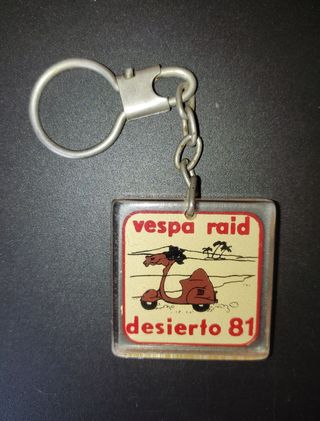 vespa raid
desierto 81